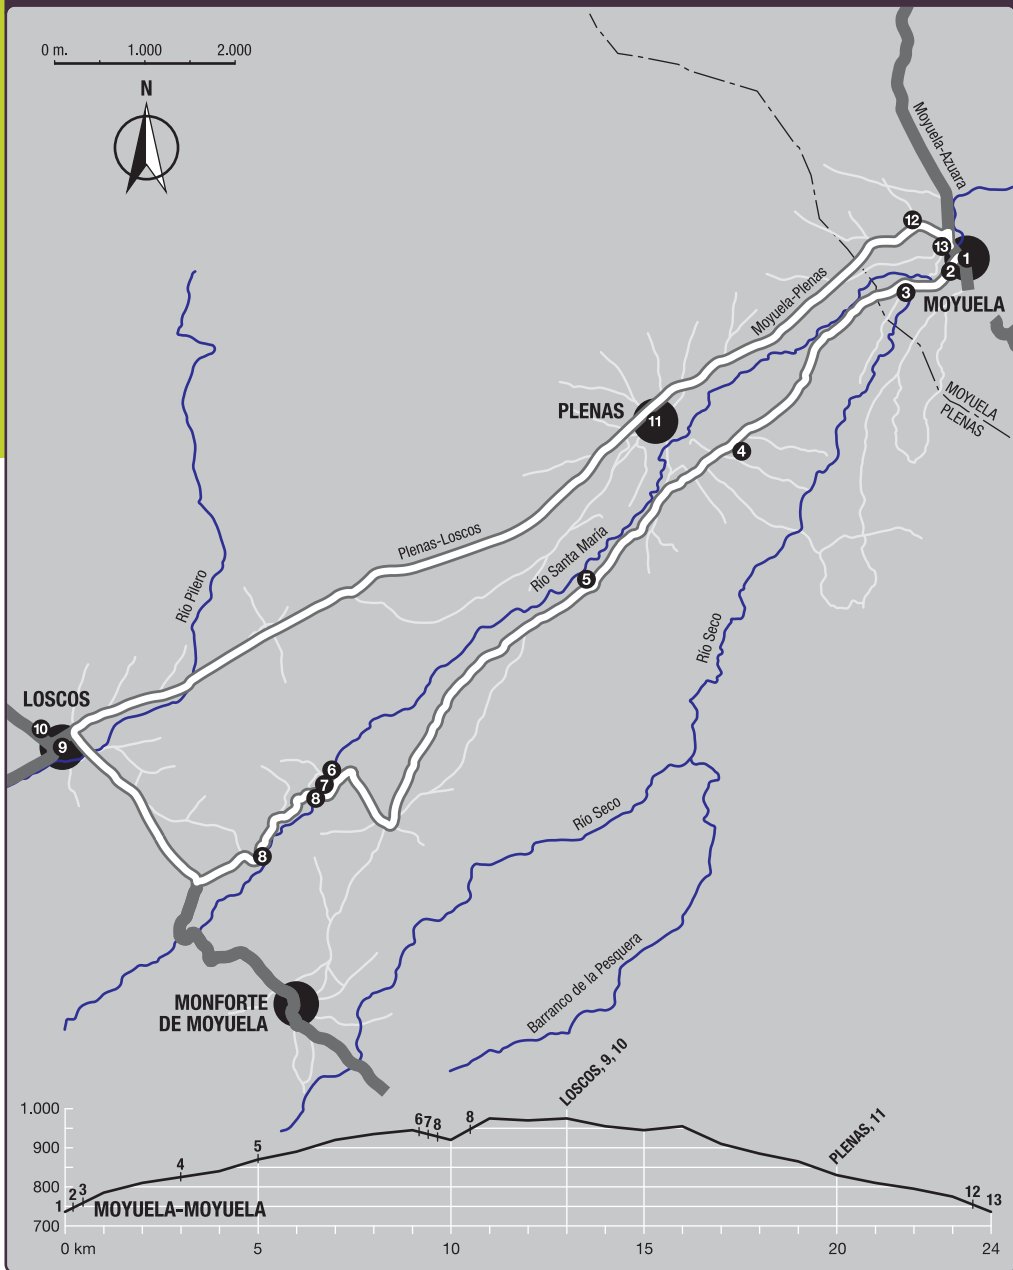 0 m.
1.000
2.000
N
Moyuela-Azuara
12
13
1
2
3
MOYUELA
Moyuela-Plenas
MOYUELA
PLENAS
PLENAS
11
4
Plenas-Loscos
Río Santa María
5
Río Pilero
Río Seco
LOSCOS
10
9
6
7
8
8
Río Seco
Barranco de la Pesquera
MONFORTE
DE MOYUELA
LOSCOS, 9, 10
PLENAS, 11
1.000
900
800
700
1
2
3
4
5
6
7
8
8
12
13
MOYUELA-MOYUELA
0 km
5
10
15
20
24